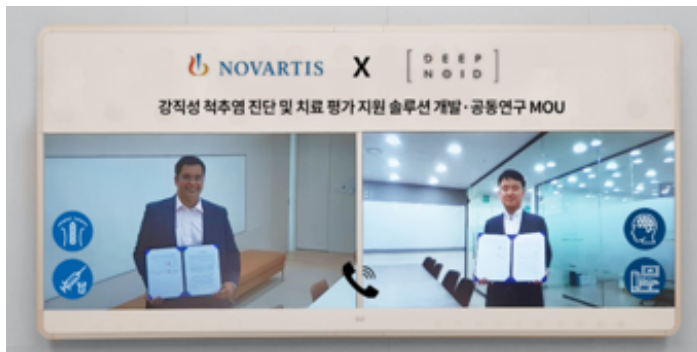 NOVARTIS X [DEEP NOID]
강직성 척추염 진단 및 치료 평가 지원 솔루션 개발·공동연구 MOU